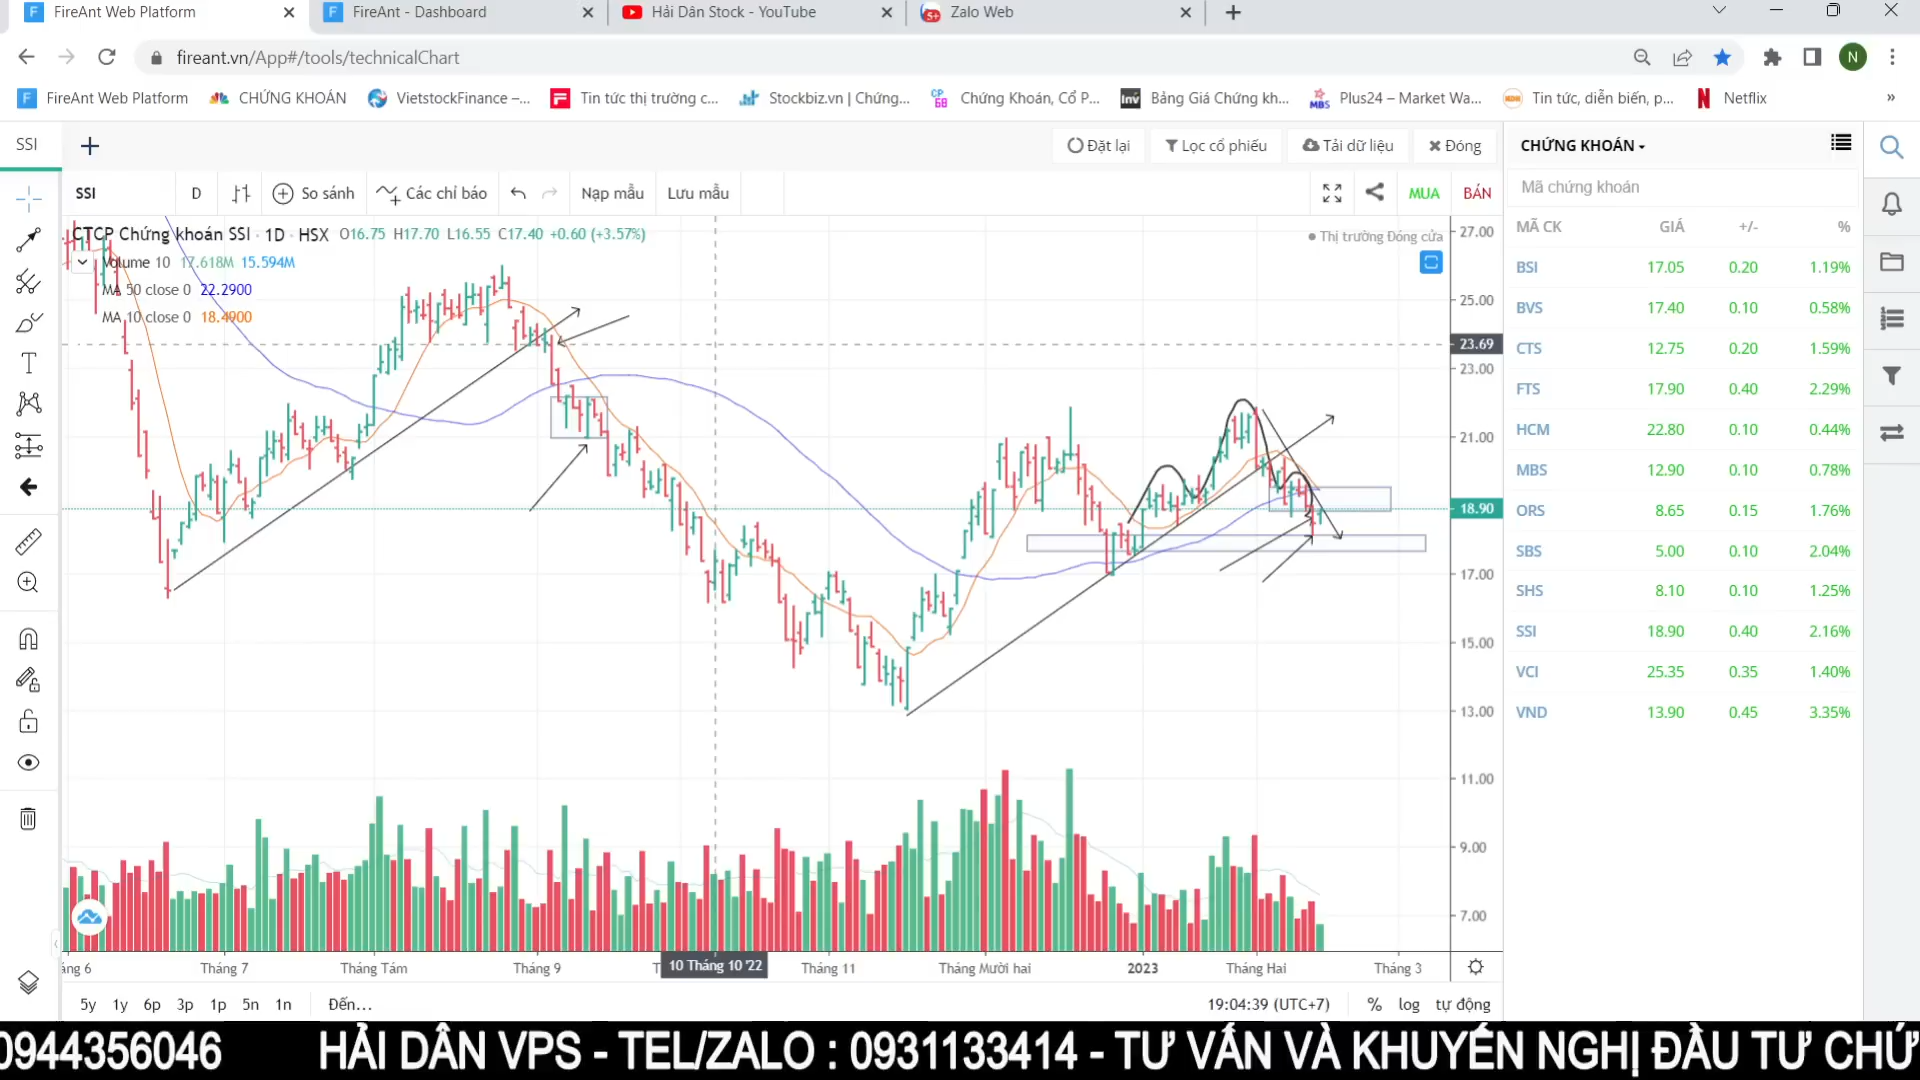 FireAnt Web Platform
FireAnt - Dashboard
Hải Dân Stock - YouTube
5+
Zalo Web
fireant.vn/App#/tools/technicalChart
N
FireAnt Web Platform
CHỨNG KHOÁN
VietstockFinance –...
Tin tức thị trường c...
Stockbiz.vn | Chứng...
CP 68
Chứng Khoán, Cổ P...
Inv
Bảng Giá Chứng kh...
MBS
Plus24 – Market Wa...
Tin tức, diễn biến, p...
N
Netflix
»
SSI
Đặt lại
Lọc cổ phiếu
Tải dữ liệu
Đóng
CHỨNG KHOÁN
Mã chứng khoán
SSI
D
So sánh
Các chỉ báo
Nạp mẫu
Lưu mẫu
MUA
BÁN
CTCP Chứng khoán SSI · 1D · HSX O16.75 H17.70 L16.55 C17.40 +0.60 (+3.57%)
Thị trường Đóng cửa
Volume 10 17.618M 15.594M
MA 50 close 0 22.2900
MA 10 close 0 18.4900
27.00
25.00
23.69
23.00
21.00
18.90
17.00
15.00
13.00
11.00
9.00
7.00
MÃ CK GIÁ +/- %
BSI 17.05 0.20 1.19%
BVS 17.40 0.10 0.58%
CTS 12.75 0.20 1.59%
FTS 17.90 0.40 2.29%
HCM 22.80 0.10 0.44%
MBS 12.90 0.10 0.78%
ORS 8.65 0.15 1.76%
SBS 5.00 0.10 2.04%
SHS 8.10 0.10 1.25%
SSI 18.90 0.40 2.16%
VCI 25.35 0.35 1.40%
VND 13.90 0.45 3.35%
áng 6 Tháng 7 Tháng Tám Tháng 9 T 10 Tháng 10 '22 Tháng 11 Tháng Mười hai 2023 Tháng Hai Tháng 3
5y 1y 6p 3p 1p 5n 1n Đến...
19:04:39 (UTC+7) % log tự động
0944356046 HẢI DÂN VPS - TEL/ZALO : 0931133414 - TƯ VẤN VÀ KHUYẾN NGHỊ ĐẦU TƯ CHỨ